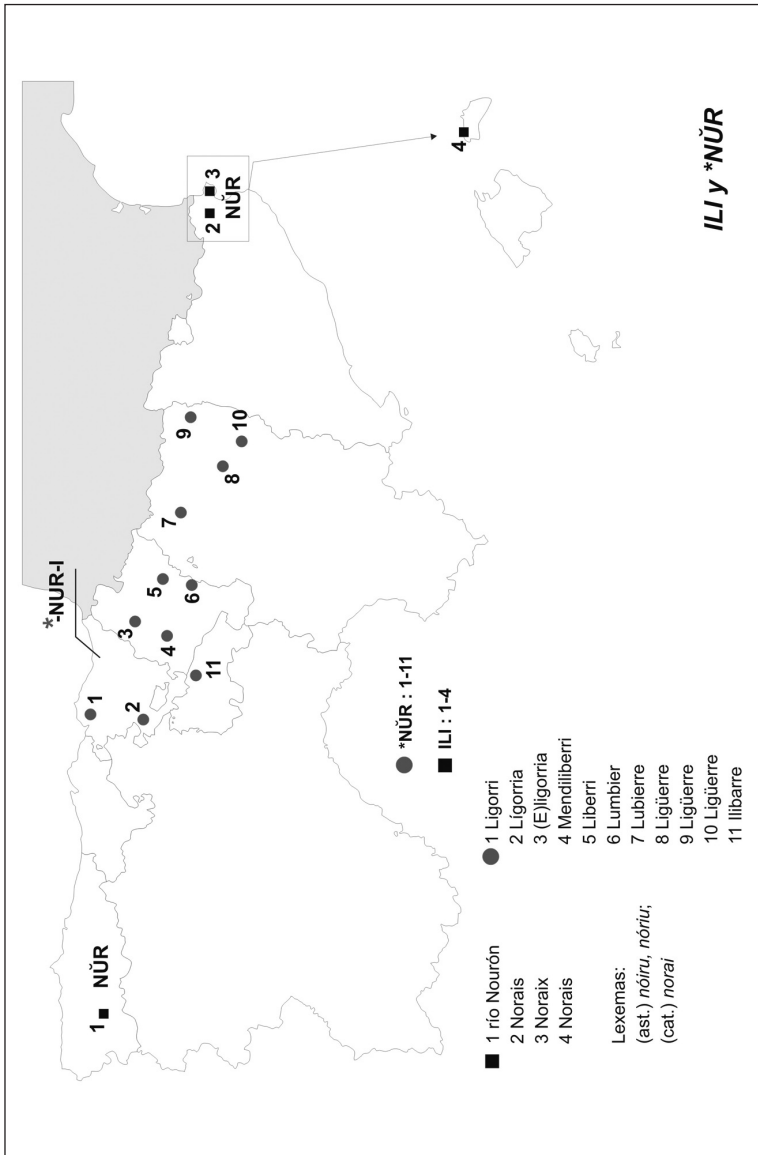 *-NUR-I
1
2
3
4
5
6
7
8
9
10
11
1 NŬR
2 3
NŬR
4
*NŬR : 1-11
ILI : 1-4
1 río Nourón
2 Norais
3 Noraix
4 Norais
Lexemas:
(ast.) nóiru, nóriu;
(cat.) norai
1 Ligorri
2 Lígorria
3 (E)ligorria
4 Mendiliberri
5 Liberri
6 Lumbier
7 Lubierre
8 Ligüerre
9 Ligüerre
10 Ligüerre
11 Ilibarre
ILI y *NŬR